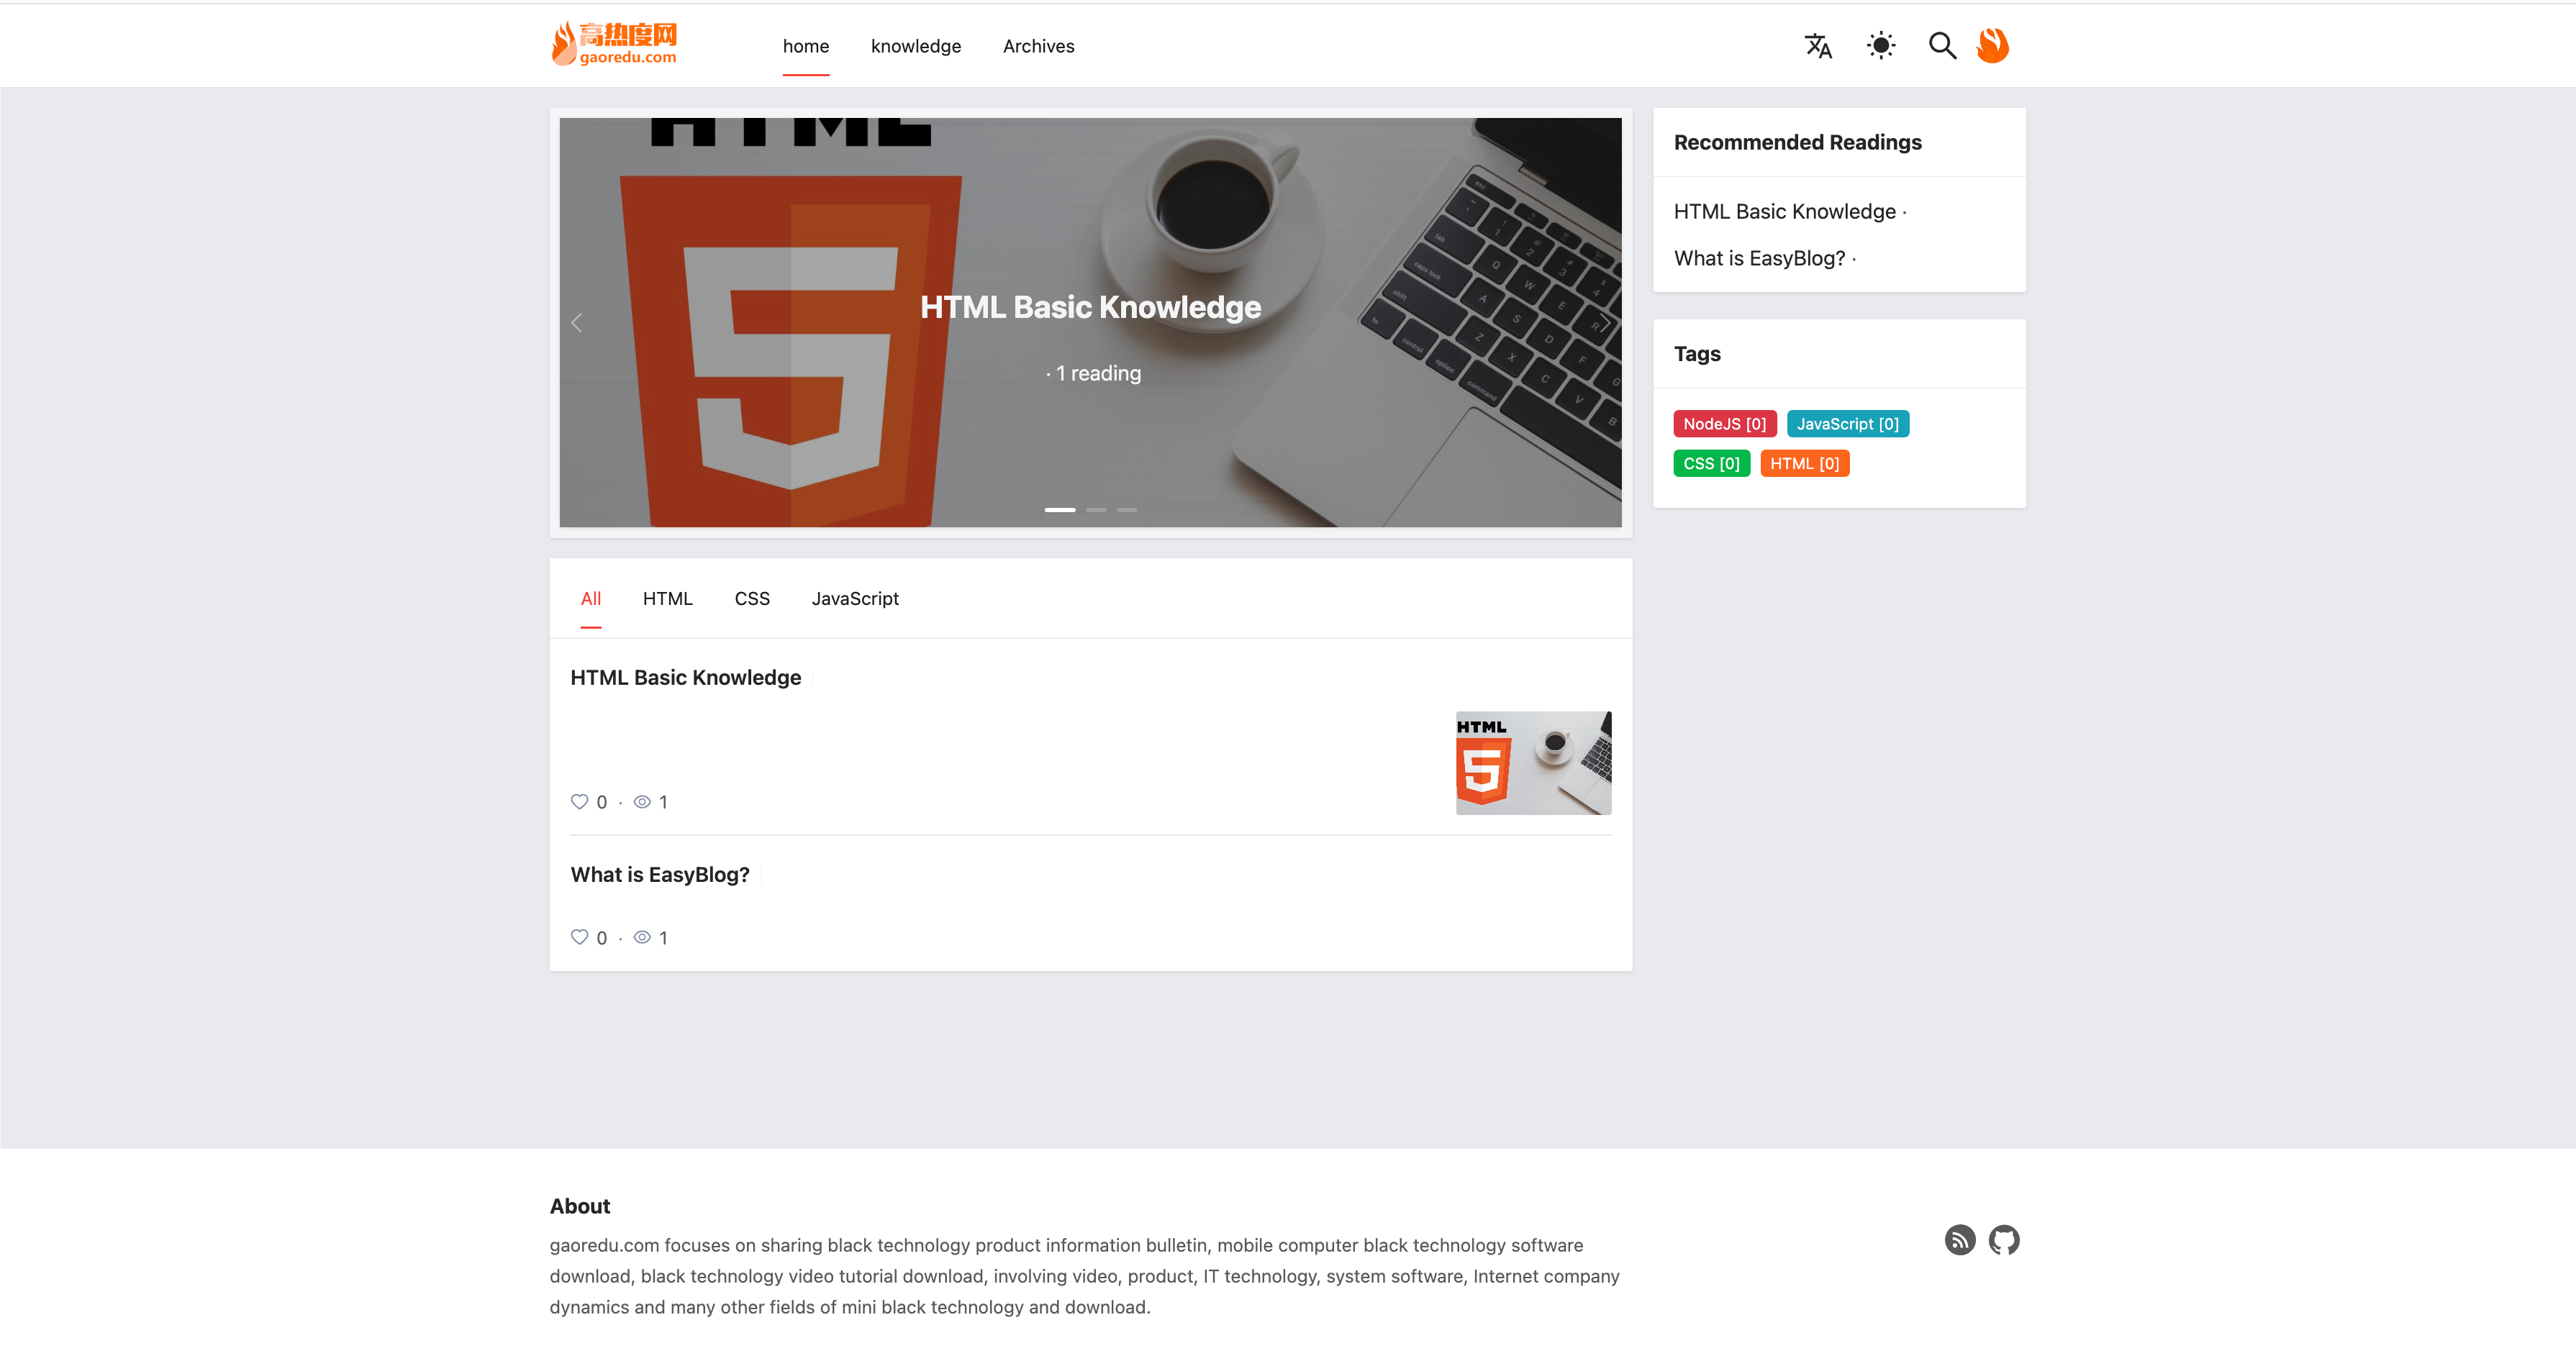 高热度网
gaoredu.com
home knowledge Archives
HTML
HTML Basic Knowledge
· 1 reading
Recommended Readings
HTML Basic Knowledge ·
What is EasyBlog? ·
Tags
NodeJS [0] JavaScript [0]
CSS [0] HTML [0]
All HTML CSS JavaScript
HTML Basic Knowledge
HTML
0 · 1
What is EasyBlog?
0 · 1
About
gaoredu.com focuses on sharing black technology product information bulletin, mobile computer black technology software
download, black technology video tutorial download, involving video, product, IT technology, system software, Internet company
dynamics and many other fields of mini black technology and download.